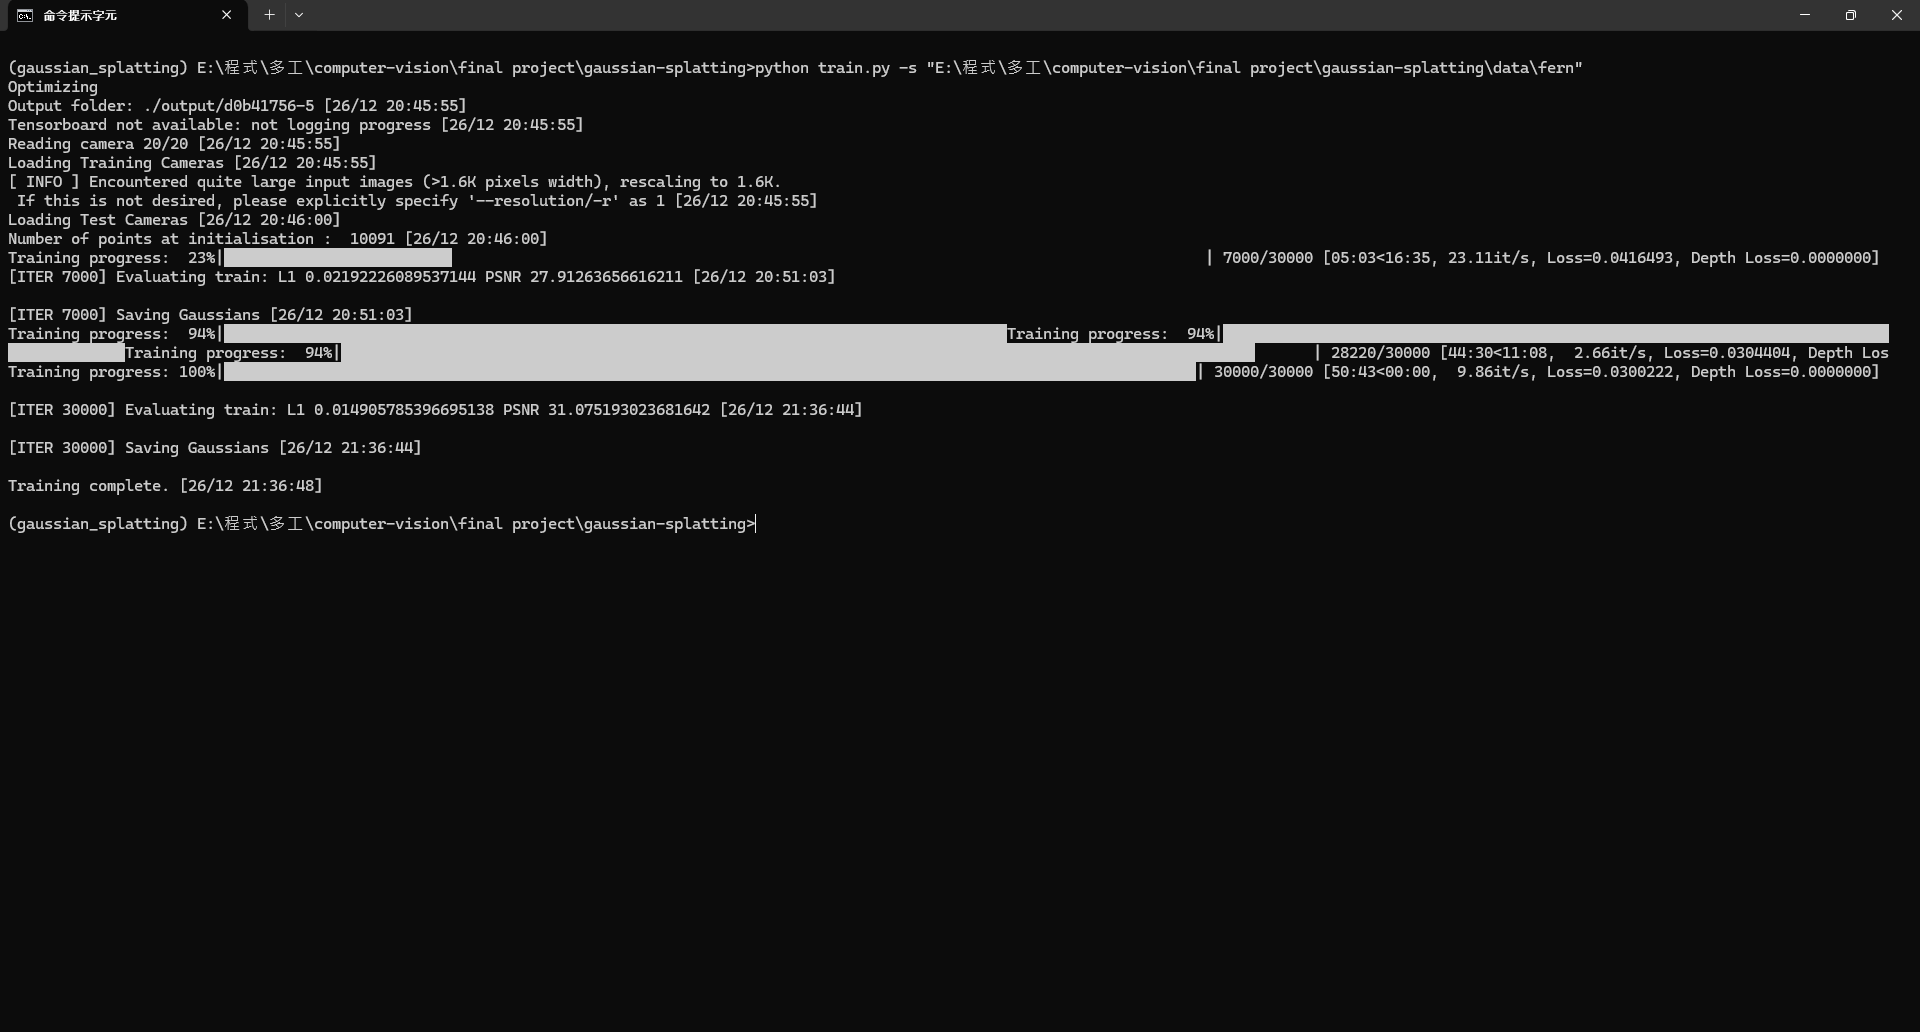 命令提示字元
(gaussian_splatting) E:\程式\多工\computer-vision\final project\gaussian-splatting>python train.py -s "E:\程式\多工\computer-vision\final project\gaussian-splatting\data\fern"
Optimizing
Output folder: ./output/d0b41756-5 [26/12 20:45:55]
Tensorboard not available: not logging progress [26/12 20:45:55]
Reading camera 20/20 [26/12 20:45:55]
Loading Training Cameras [26/12 20:45:55]
[ INFO ] Encountered quite large input images (>1.6K pixels width), rescaling to 1.6K.
 If this is not desired, please explicitly specify '--resolution/-r' as 1 [26/12 20:45:55]
Loading Test Cameras [26/12 20:46:00]
Number of points at initialisation :  10091 [26/12 20:46:00]
Training progress:  23%| | 7000/30000 [05:03<16:35, 23.11it/s, Loss=0.0416493, Depth Loss=0.0000000]
[ITER 7000] Evaluating train: L1 0.02192226089537144 PSNR 27.91263656616211 [26/12 20:51:03]
[ITER 7000] Saving Gaussians [26/12 20:51:03]
Training progress:  94%| Training progress:  94%|
Training progress:  94%| | 28220/30000 [44:30<11:08,  2.66it/s, Loss=0.0304404, Depth Los
Training progress: 100%| | 30000/30000 [50:43<00:00,  9.86it/s, Loss=0.0300222, Depth Loss=0.0000000]
[ITER 30000] Evaluating train: L1 0.014905785396695138 PSNR 31.075193023681642 [26/12 21:36:44]
[ITER 30000] Saving Gaussians [26/12 21:36:44]
Training complete. [26/12 21:36:48]
(gaussian_splatting) E:\程式\多工\computer-vision\final project\gaussian-splatting>